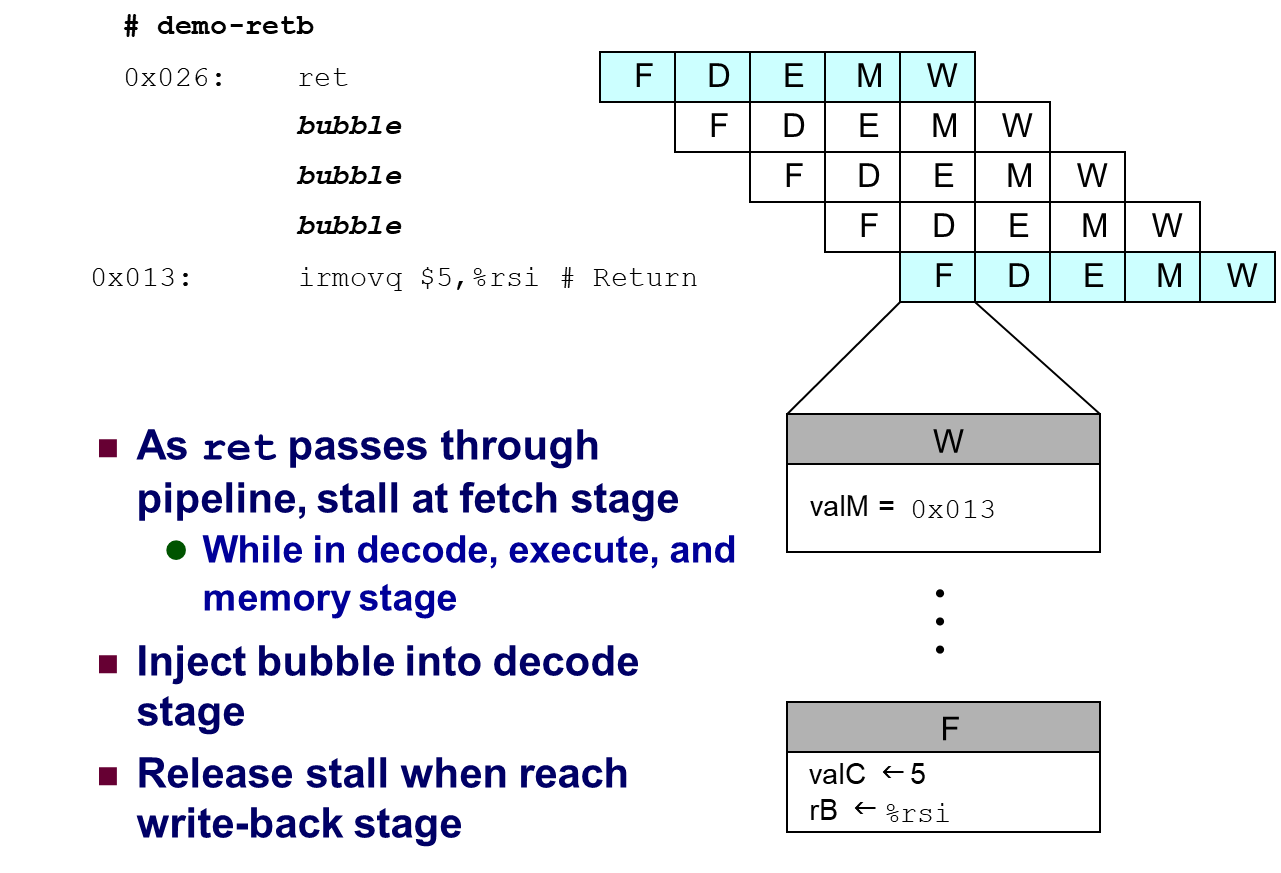 # demo-retb
0x026: ret F D E M W
bubble F D E M W
bubble F D E M W
bubble F D E M W
0x013: irmovq $5,%rsi # Return F D E M W
As ret passes through
pipeline, stall at fetch stage
While in decode, execute, and
memory stage
Inject bubble into decode
stage
Release stall when reach
write-back stage
W
valM = 0x013
•
•
•
F
valC ← 5
rB ← %rsi